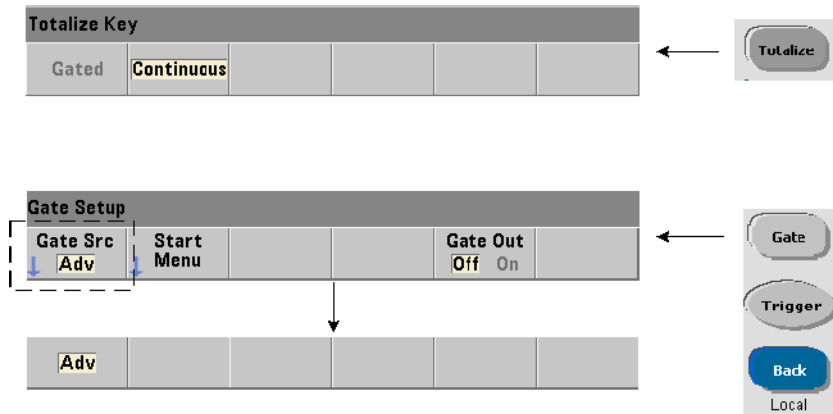 Totalize Key
Gated Continuous
Totalize
Gate Setup
Gate Src Start Gate Out
Adv Menu Off On
Gate
Trigger
Adv
Back
Local